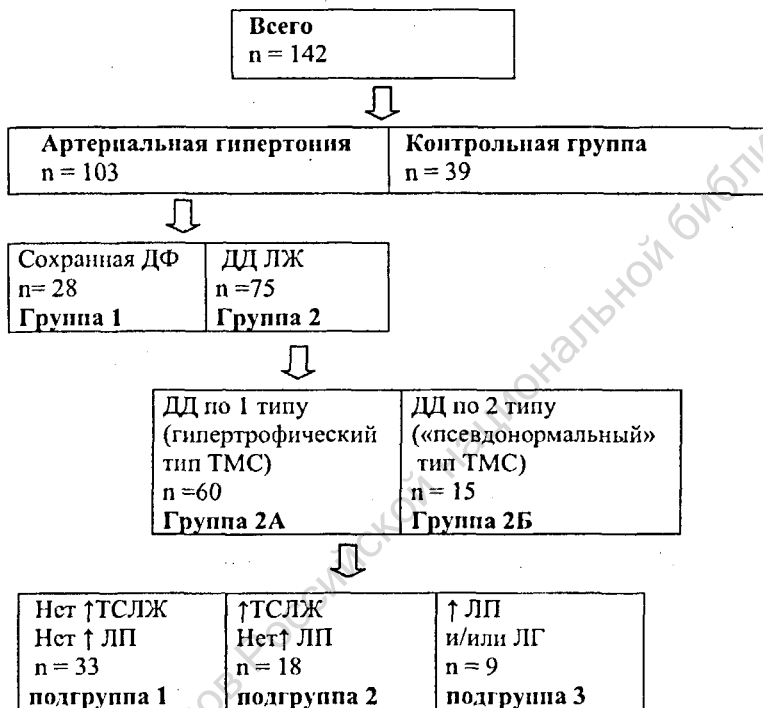 Всего
n = 142
Артериальная гипертония
n = 103
Контрольная группа
n = 39
Сохранная ДФ
n= 28
Группа 1
ДД ЛЖ
n =75
Группа 2
ДД по 1 типу
(гипертрофический
тип ТМС)
n =60
Группа 2А
ДД по 2 типу
(«псевдонормальный»
тип ТМС)
n = 15
Группа 2Б
Нет ↑ТСЛЖ
Нет ↑ ЛП
n = 33
подгруппа 1
↑ТСЛЖ
Нет↑ ЛП
n = 18
подгруппа 2
↑ ЛП
и/или ЛГ
n = 9
подгруппа 3
Российской национальной